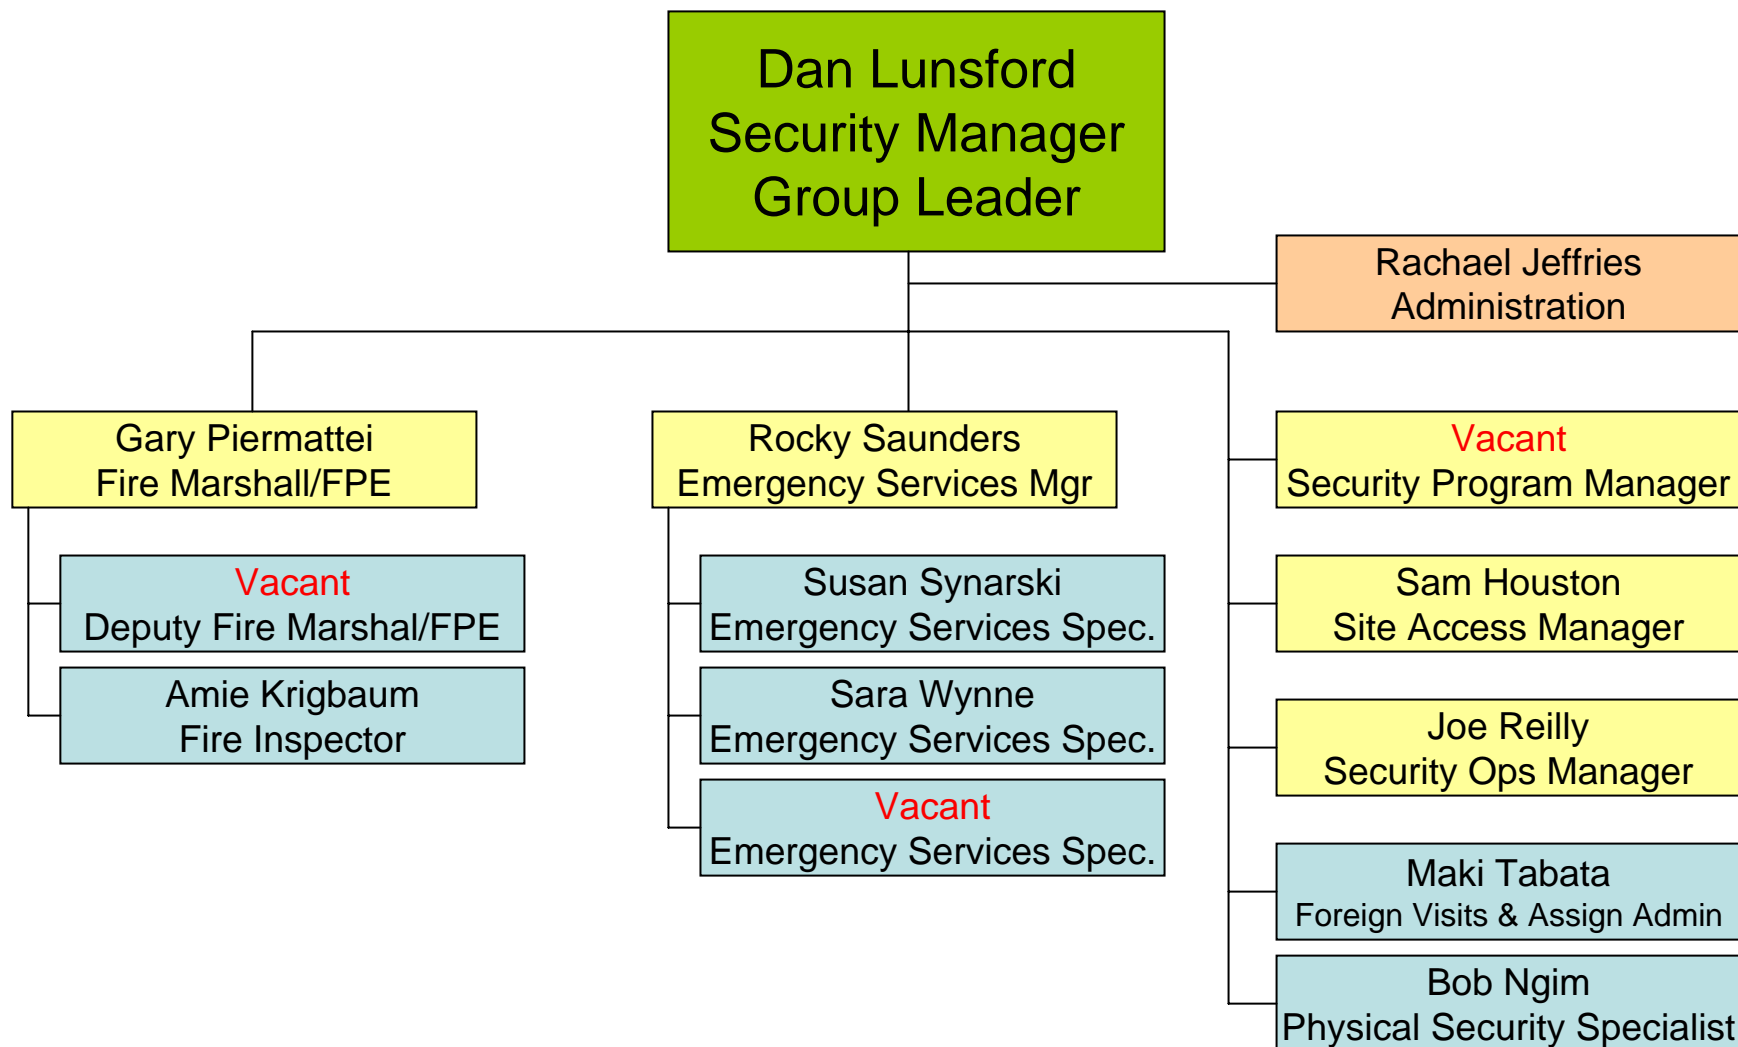 Dan Lunsford
Security Manager
Group Leader
Rachael Jeffries
Administration
Gary Piermattei
Fire Marshall/FPE
Vacant
Deputy Fire Marshal/FPE
Amie Krigbaum
Fire Inspector
Rocky Saunders
Emergency Services Mgr
Susan Synarski
Emergency Services Spec.
Sara Wynne
Emergency Services Spec.
Vacant
Emergency Services Spec.
Vacant
Security Program Manager
Sam Houston
Site Access Manager
Joe Reilly
Security Ops Manager
Maki Tabata
Foreign Visits & Assign Admin
Bob Ngim
Physical Security Specialist